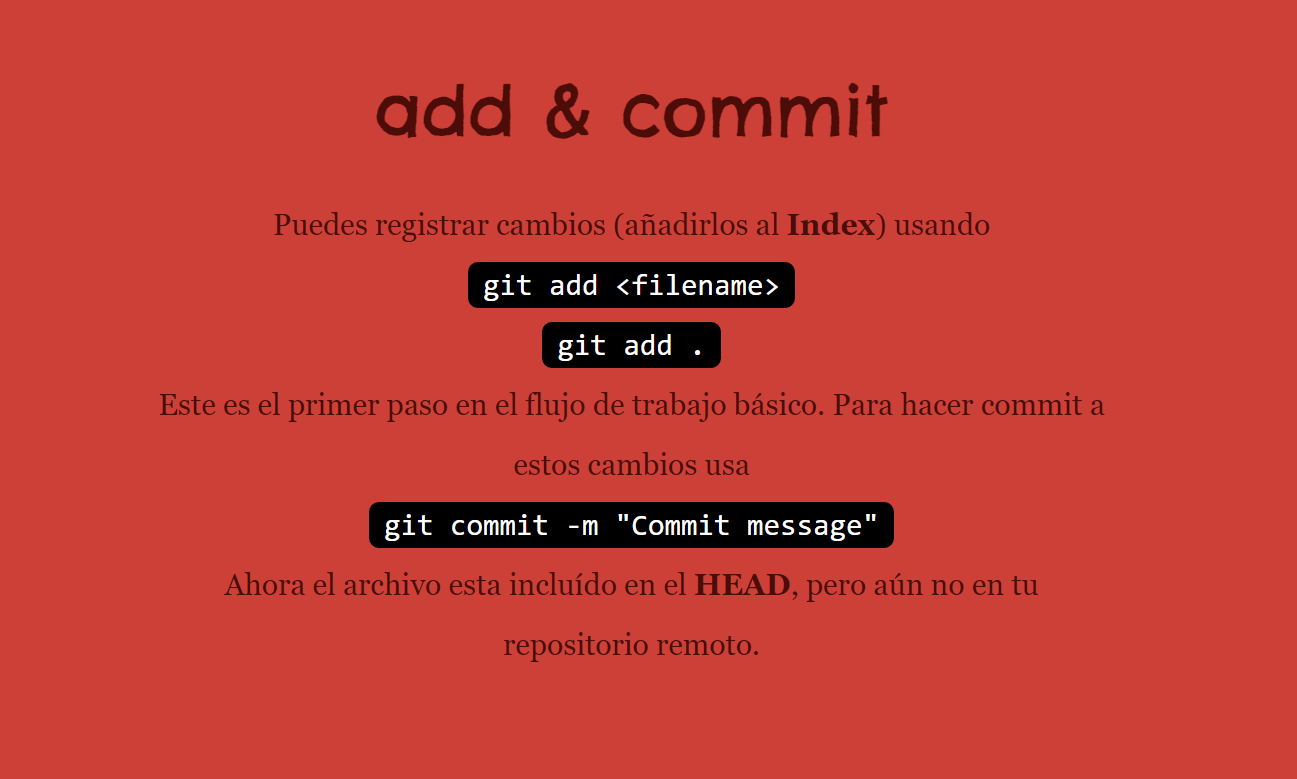 add & commit
Puedes registrar cambios (añadirlos al Index) usando
git add <filename>
git add .
Este es el primer paso en el flujo de trabajo básico. Para hacer commit a
estos cambios usa
git commit -m "Commit message"
Ahora el archivo esta incluído en el HEAD, pero aún no en tu
repositorio remoto.